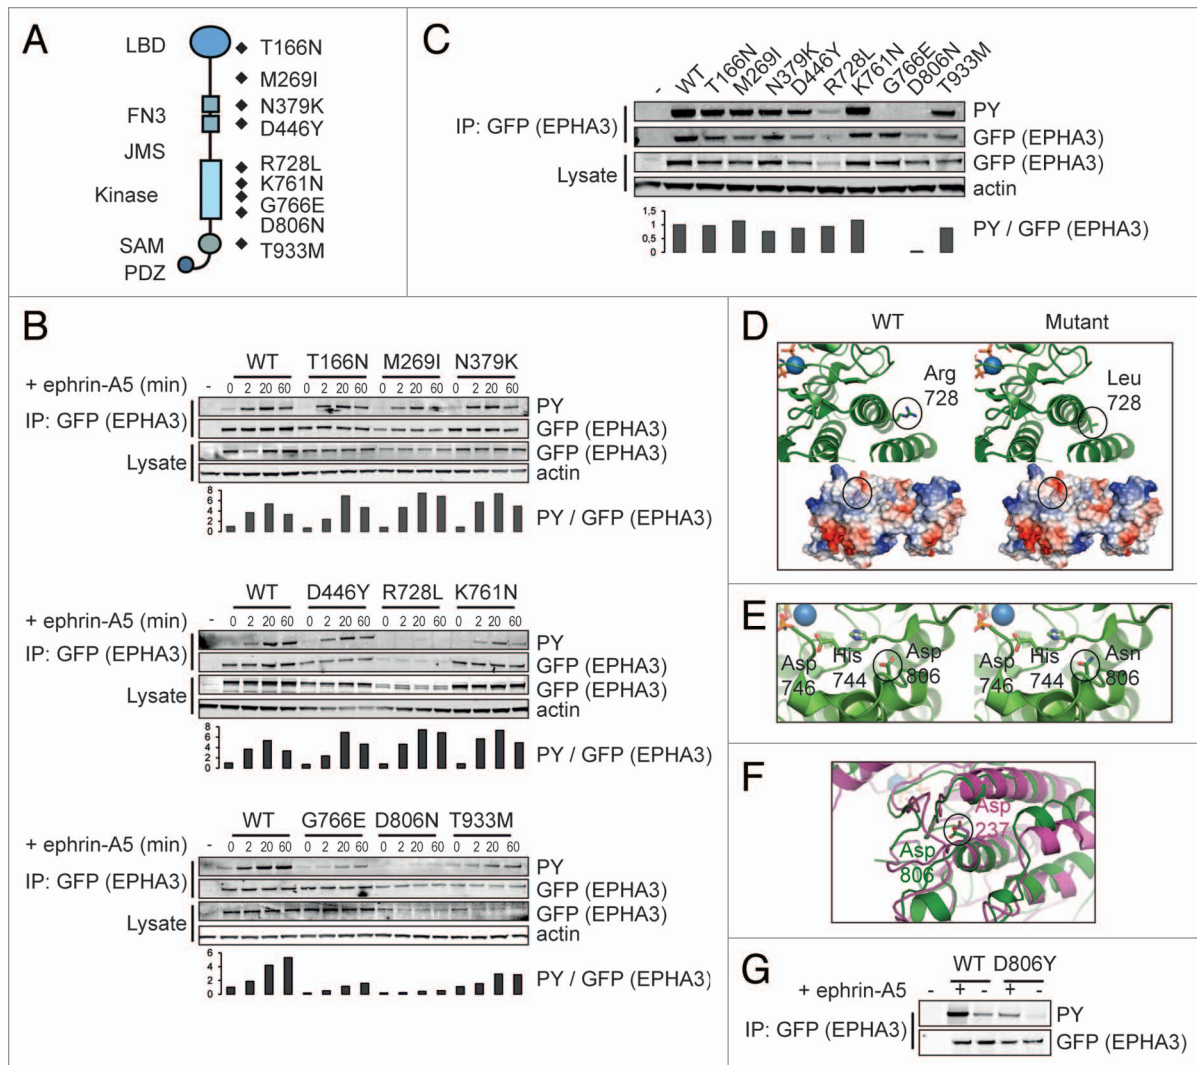 A
LBD
T166N
M269I
FN3
N379K
D446Y
JMS
Kinase
R728L
K761N
G766E
D806N
SAM
T933M
PDZ
C
- WT T166N M269I N379K D446Y R728L K761N G766E D806N T933M
IP: GFP (EPHA3)
PY
GFP (EPHA3)
Lysate
GFP (EPHA3)
actin
1,5
1
0,5
0
PY / GFP (EPHA3)
B
WT T166N M269I N379K
+ ephrin-A5 (min) - 0 2 20 60 0 2 20 60 0 2 20 60 0 2 20 60
IP: GFP (EPHA3)
PY
GFP (EPHA3)
Lysate
GFP (EPHA3)
actin
8
6
4
2
0
PY / GFP (EPHA3)
WT D446Y R728L K761N
+ ephrin-A5 (min) - 0 2 20 60 0 2 20 60 0 2 20 60 0 2 20 60
IP: GFP (EPHA3)
PY
GFP (EPHA3)
Lysate
GFP (EPHA3)
actin
8
6
4
2
0
PY / GFP (EPHA3)
WT G766E D806N T933M
+ ephrin-A5 (min) - 0 2 20 60 0 2 20 60 0 2 20 60 0 2 20 60
IP: GFP (EPHA3)
PY
GFP (EPHA3)
Lysate
GFP (EPHA3)
actin
6
4
2
0
PY / GFP (EPHA3)
D
WT Mutant
Arg
728
Leu
728
E
Asp
746
His
744
Asp
806
Asp
746
His
744
Asn
806
F
Asp
237
Asp
806
G
WT D806Y
+ ephrin-A5 - + - + -
IP: GFP (EPHA3)
PY
GFP (EPHA3)